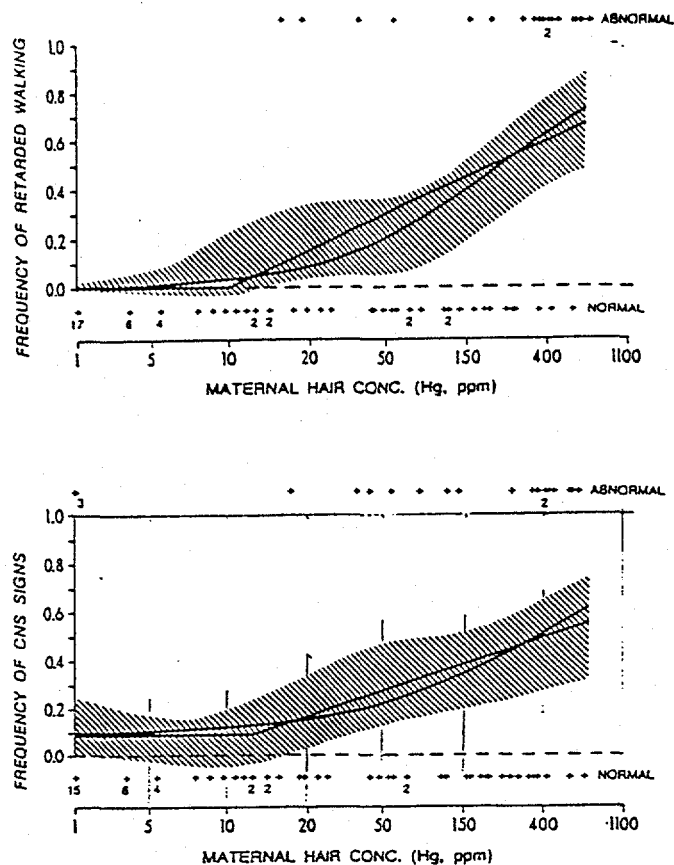 ABNORMAL
2
1.0
0.8
0.6
0.4
0.2
0.0
FREQUENCY OF RETARDED WALKING
NORMAL
17 6 4 2 2 2 2
1 5 10 20 50 150 400 1100
MATERNAL HAIR CONC. (Hg, ppm)
ABNORMAL
3 2
1.0
0.8
0.6
0.4
0.2
0.0
FREQUENCY OF CNS SIGNS
NORMAL
15 6 4 2 2 2
1 5 10 20 50 150 400 1100
MATERNAL HAIR CONC. (Hg, ppm)